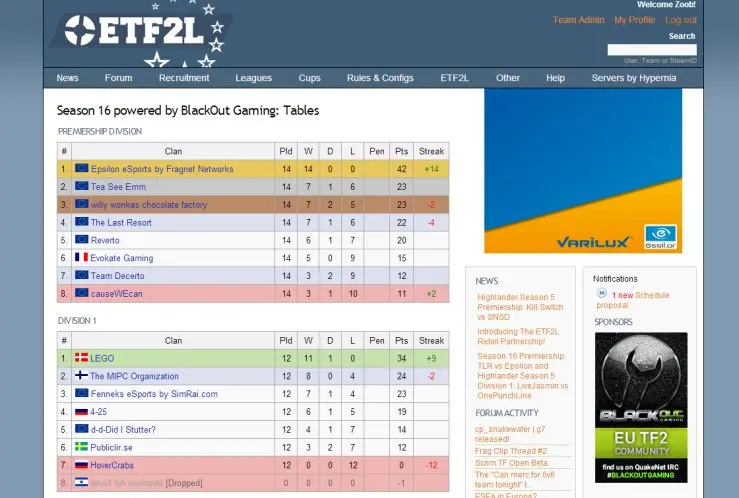 Welcome Zoob!
Team Admin My Profile Log out
ETF2L
Search
User, Team or SteamID
News Forum Recruitment Leagues Cups Rules & Configs ETF2L Other Help Servers by Hypernia
Season 16 powered by BlackOut Gaming: Tables
PREMIERSHIP DIVISION
# Clan Pld W D L Pen Pts Streak
1. Epsilon eSports by Fragnet Networks 14 14 0 0 42 +14
2. Tea See Emm 14 7 1 6 23
3. willy wonkas chocolate factory 14 7 2 5 23 -2
4. The Last Resort 14 7 1 6 22 -4
5. Reverto 14 6 1 7 20
6. Evokate Gaming 14 5 0 9 15
7. Team Decerto 14 3 2 9 12
8. causeWEcan 14 3 1 10 11 +2
DIVISION 1
# Clan Pld W D L Pen Pts Streak
1. LEGO 12 11 1 0 34 +9
2. The MIPC Organization 12 8 0 4 24 -2
3. Fenneks eSports by SimRai.com 12 7 1 4 23
4. 4-25 12 6 1 5 19
5. d-d-Did I Stutter? 12 4 1 7 14
6. Publiclir.se 12 3 2 7 12
7. HoverCrabs 12 0 0 12 0 -12
8. [Dropped] 0 0 0 0 -1
VARILUX
Essilor
NEWS
Highlander Season 5
Premiership: Kill Switch
vs SNSD
Introducing The ETF2L
Retail Partnership!
Season 16 Premiership:
TLR vs Epsilon and
Highlander Season 5
Division 1: LiveJasmin vs
OnePunchLine
FORUM ACTIVITY
cp_snakewater | g7
released!
Frag Clip Thread #2
Scrim.TF Open Beta
The "Can merc for 6v6
team tonight" t...
ESEA in Europe?
Notifications
1 new Schedule
proposal
SPONSORS
BLACKOUT
GAMING
EU TF2
COMMUNITY
find us on QuakeNet IRC
#BLACKOUTGAMING